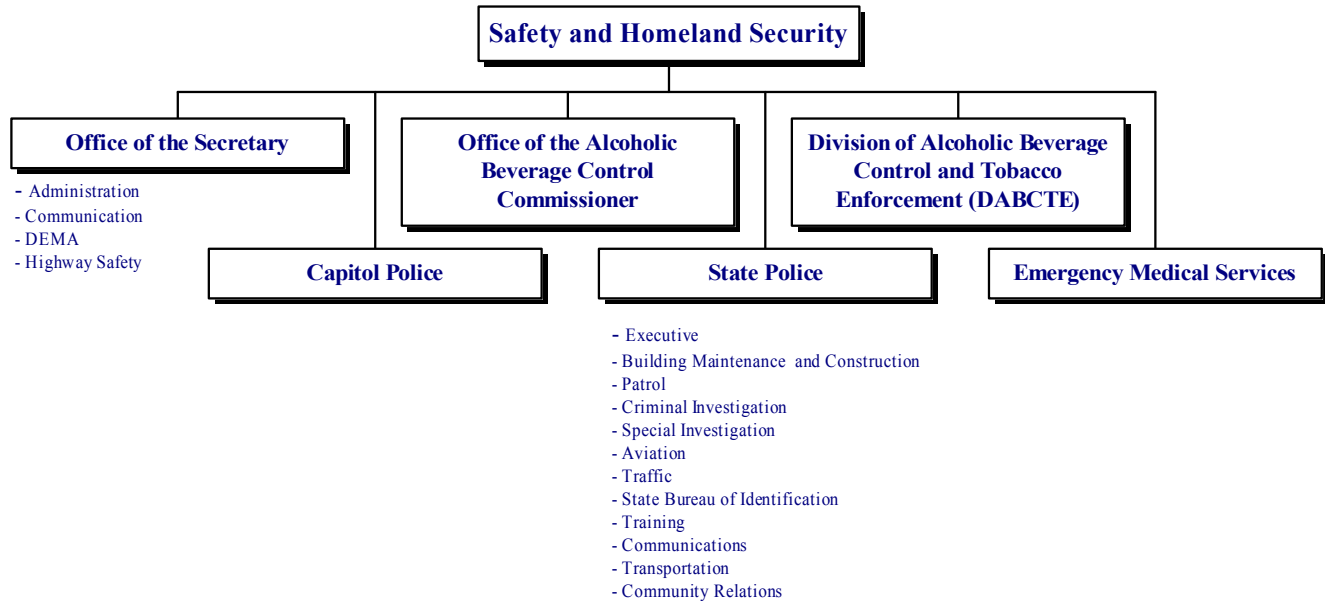 Safety and Homeland Security
Office of the Secretary
- Administration
- Communication
- DEMA
- Highway Safety
Office of the Alcoholic
Beverage Control
Commissioner
Division of Alcoholic Beverage
Control and Tobacco
Enforcement (DABCTE)
Capitol Police
State Police
- Executive
- Building Maintenance and Construction
- Patrol
- Criminal Investigation
- Special Investigation
- Aviation
- Traffic
- State Bureau of Identification
- Training
- Communications
- Transportation
- Community Relations
Emergency Medical Services